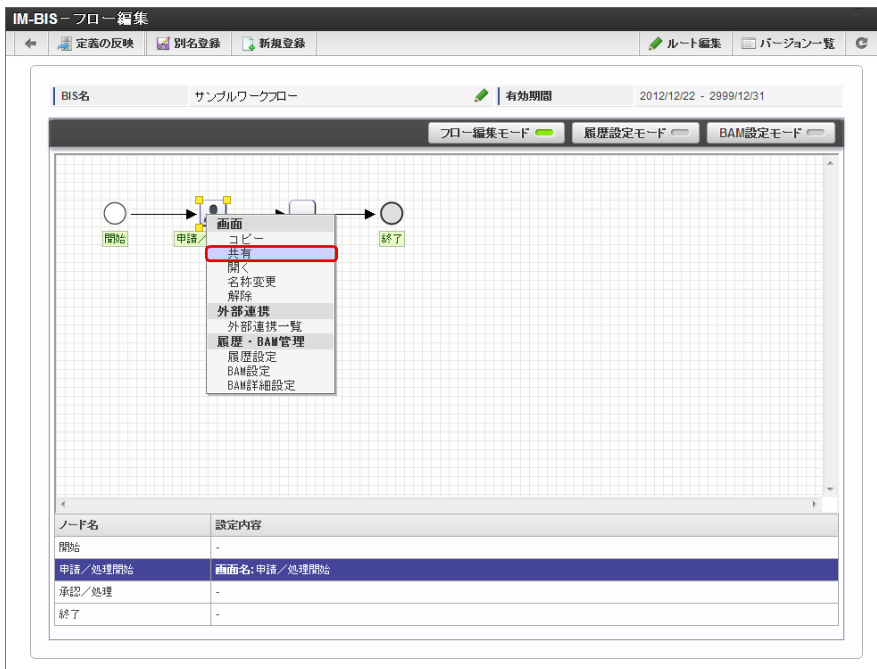 IM-BIS－フロー編集
定義の反映 別名登録 新規登録 ルート編集 バージョン一覧
BIS名 サンプルワークフロー 有効期間 2012/12/22 - 2999/12/31
フロー編集モード 履歴設定モード BAM設定モード
開始 申請／ 終了
画面
コピー
共有
開く
名称変更
解除
外部連携
外部連携一覧
履歴・BAM管理
履歴設定
BAM設定
BAM詳細設定
ノード名 設定内容
開始 -
申請／処理開始 画面名: 申請／処理開始
承認／処理 -
終了 -